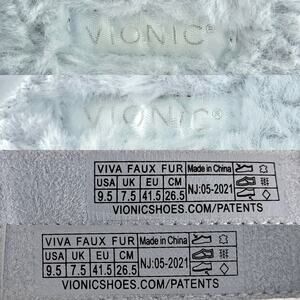 VIONIC®
VIONIC®
VIVA FAUX FUR Made in China
USA UK EU CM NJ:05-2021
9.5 7.5 41.5 26.5
VIONICSHOES.COM/PATENTS
VIVA FAUX FUR Made in China
USA UK EU CM NJ:05-2021
9.5 7.5 41.5 26.5
VIONICSHOES.COM/PATENTS